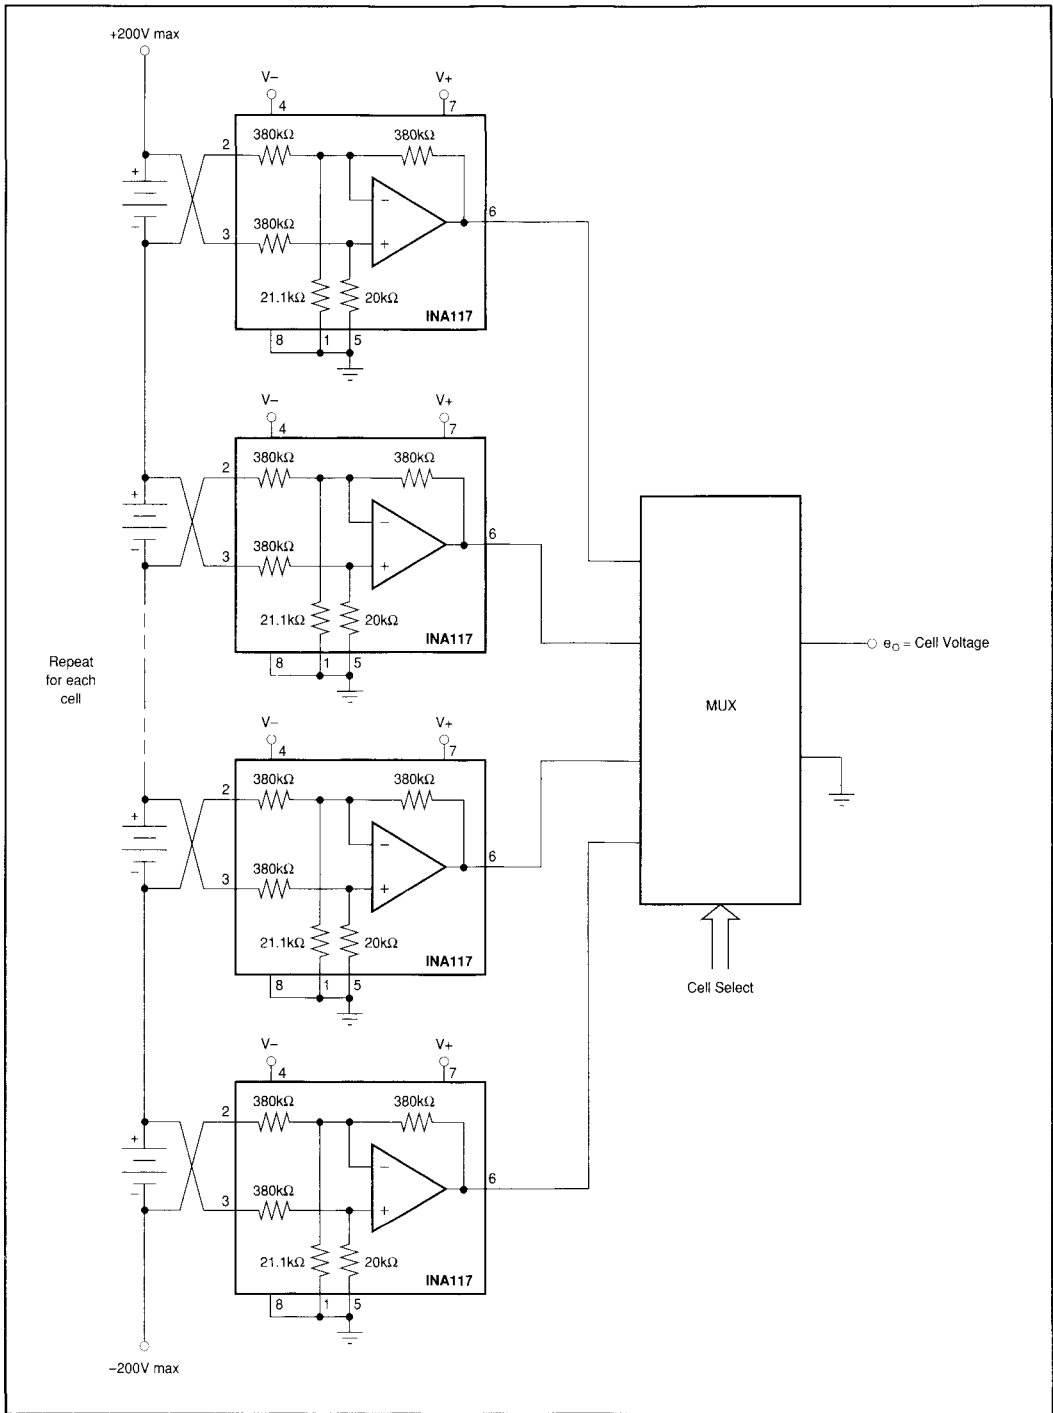 +200V max
V–
V+
4
7
380kΩ
380kΩ
2
+
–
6
–
380kΩ
3
+
21.1kΩ
20kΩ
INA117
8
1
5
V–
V+
4
7
380kΩ
380kΩ
2
+
–
6
–
380kΩ
3
+
21.1kΩ
20kΩ
INA117
8
1
5
Repeat
for each
cell
MUX
eO = Cell Voltage
Cell Select
V–
V+
4
7
380kΩ
380kΩ
2
+
–
6
–
380kΩ
3
+
21.1kΩ
20kΩ
INA117
8
1
5
V–
V+
4
7
380kΩ
380kΩ
2
+
–
6
–
380kΩ
3
+
21.1kΩ
20kΩ
INA117
8
1
5
–200V max